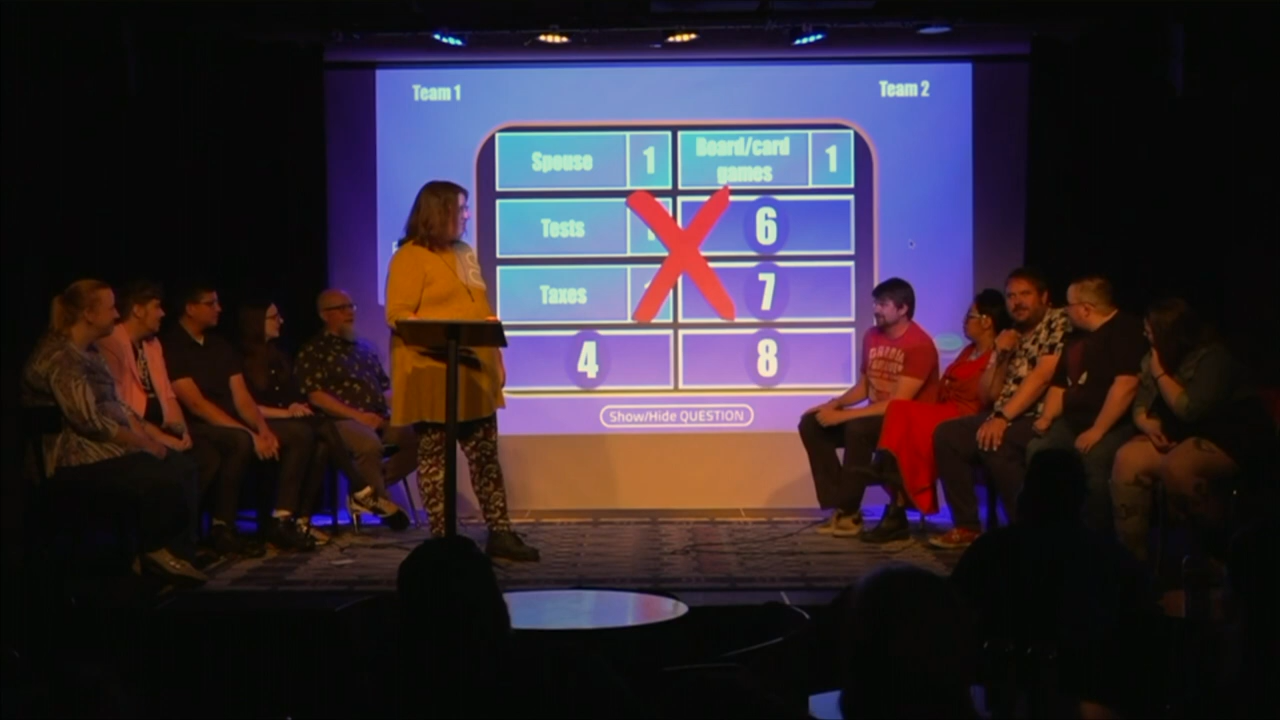 Team 1
Team 2
Spouse 1
Board/card
games 1
Tests
6
Taxes
7
4
8
Show/Hide QUESTION